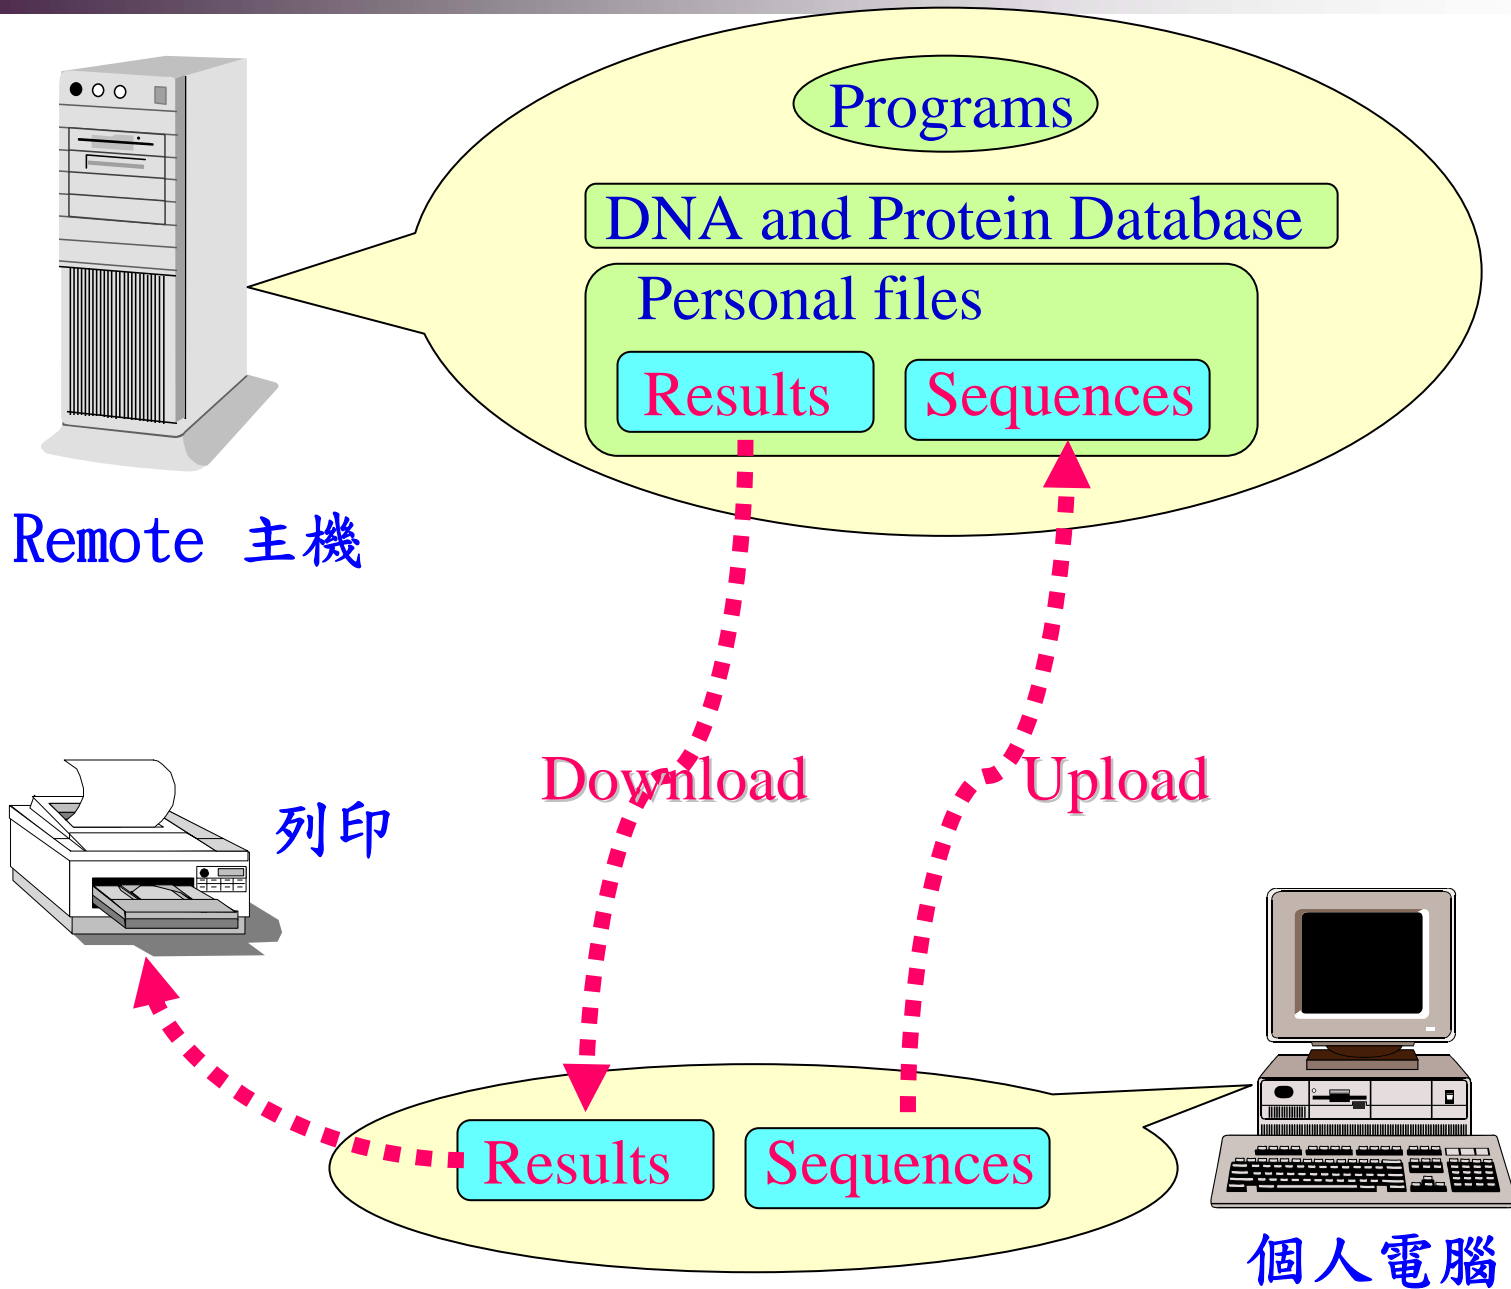 Programs
DNA and Protein Database
Personal files
Results
Sequences
Remote 主機
Download
Upload
列印
Results
Sequences
個人電腦